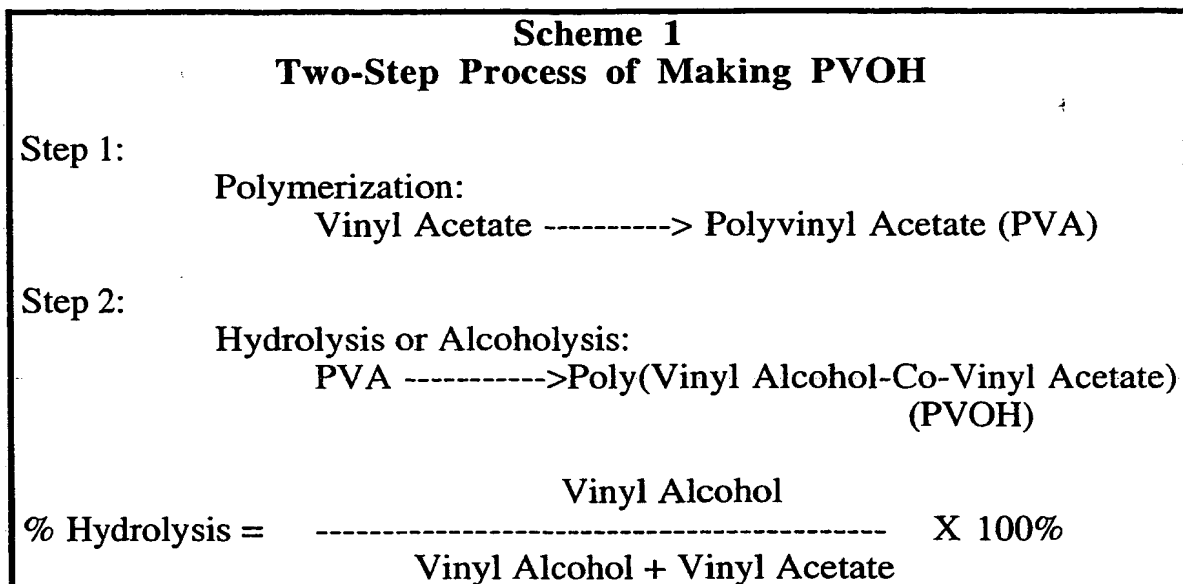 Scheme 1
Two-Step Process of Making PVOH
Step 1:
Polymerization:
Vinyl Acetate ----------> Polyvinyl Acetate (PVA)
Step 2:
Hydrolysis or Alcoholysis:
PVA ----------->Poly(Vinyl Alcohol-Co-Vinyl Acetate)
(PVOH)
Vinyl Alcohol
% Hydrolysis = ------------------------------------------ X 100%
Vinyl Alcohol + Vinyl Acetate